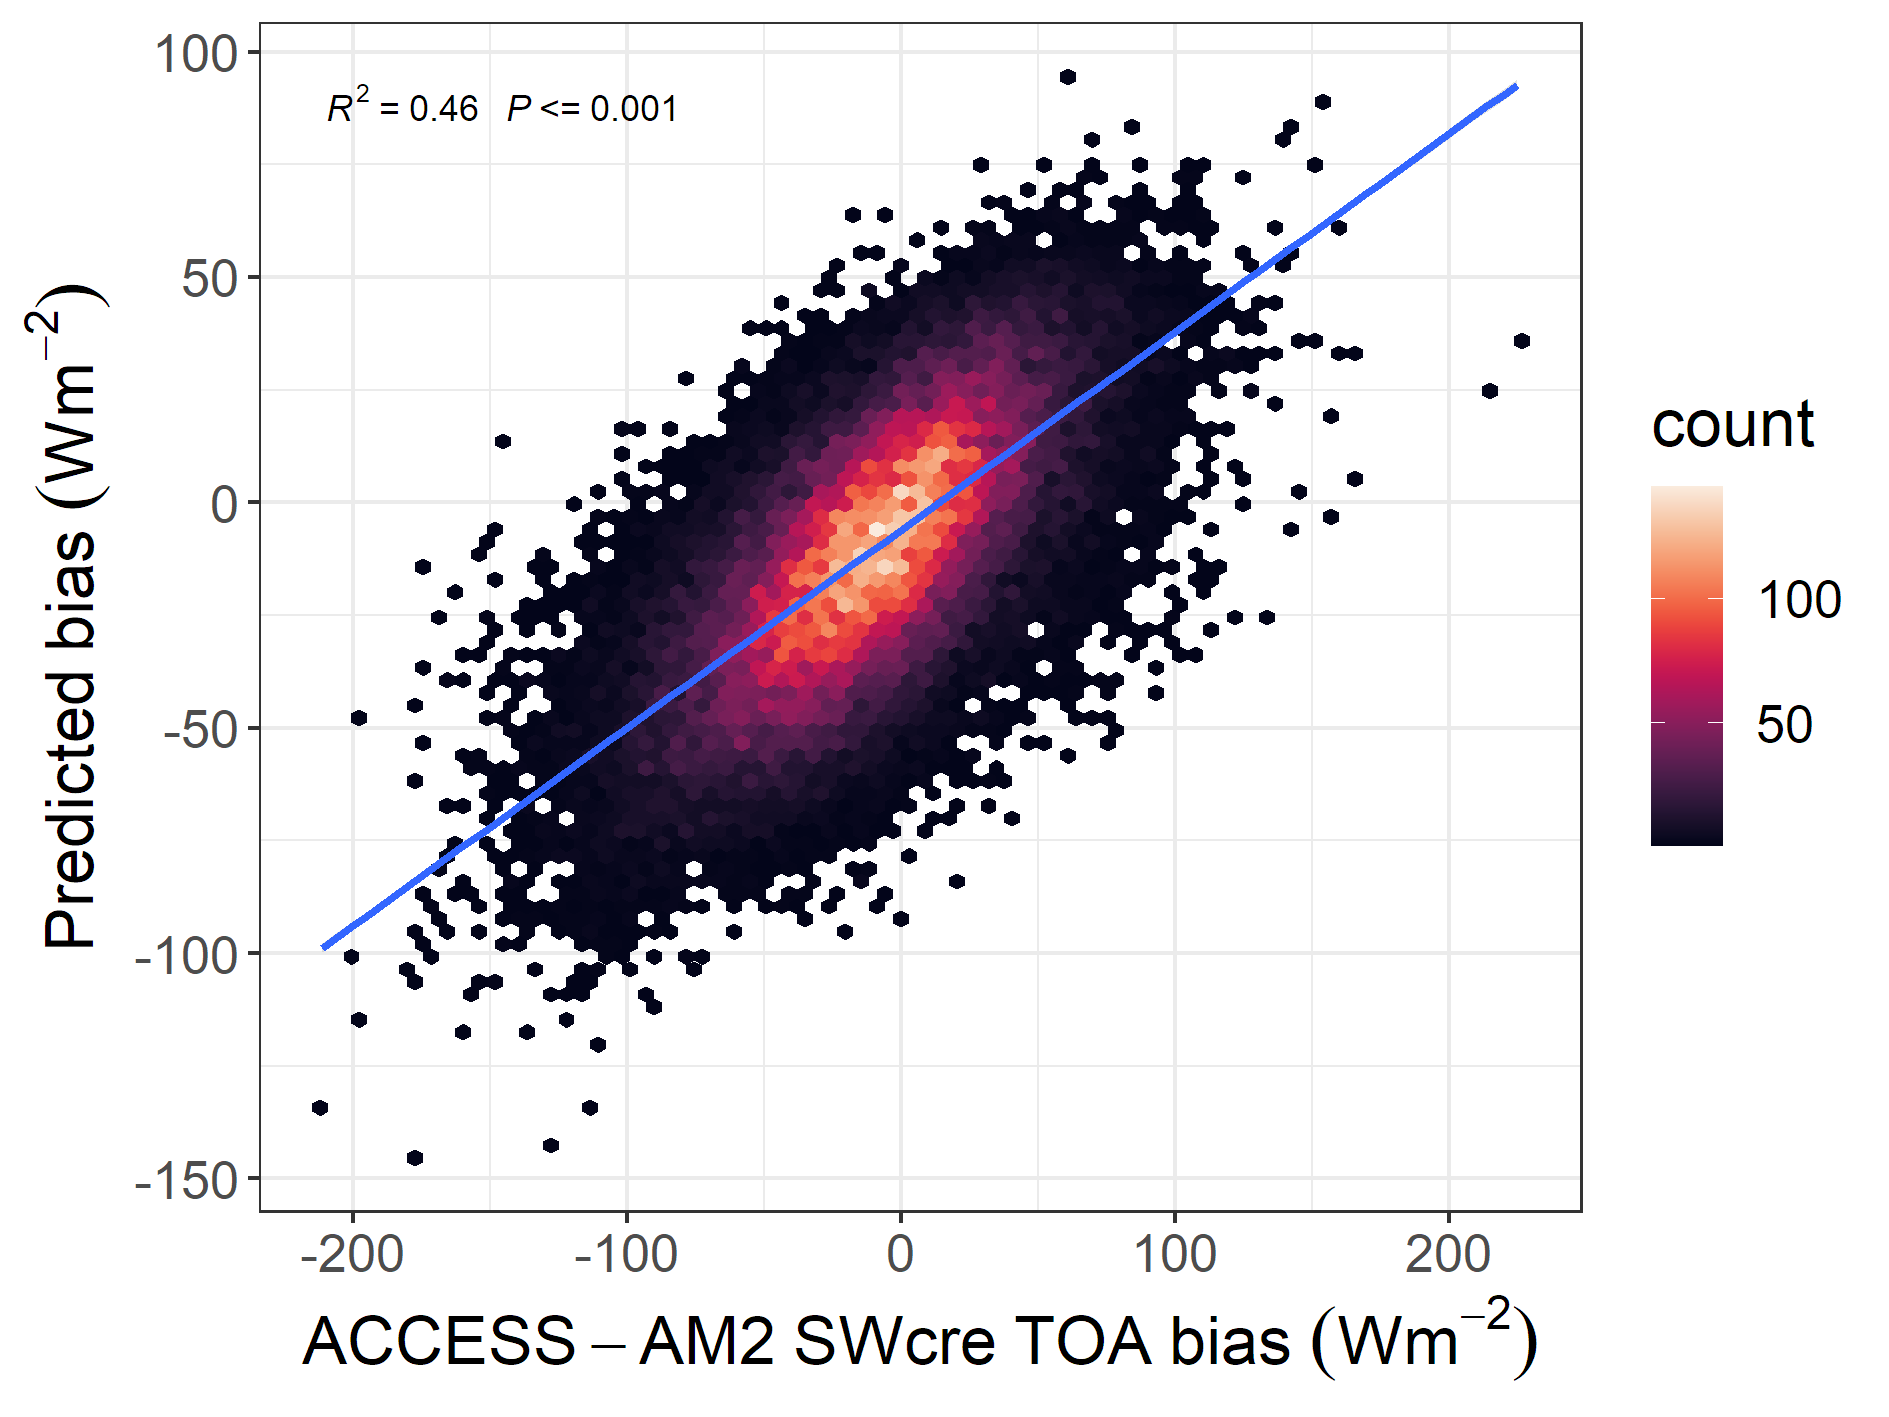 R² = 0.46 P <= 0.001
100
50
0
-50
-100
-150
Predicted bias (Wm⁻²)
-200 -100 0 100 200
ACCESS – AM2 SWcre TOA bias (Wm⁻²)
count
100
50